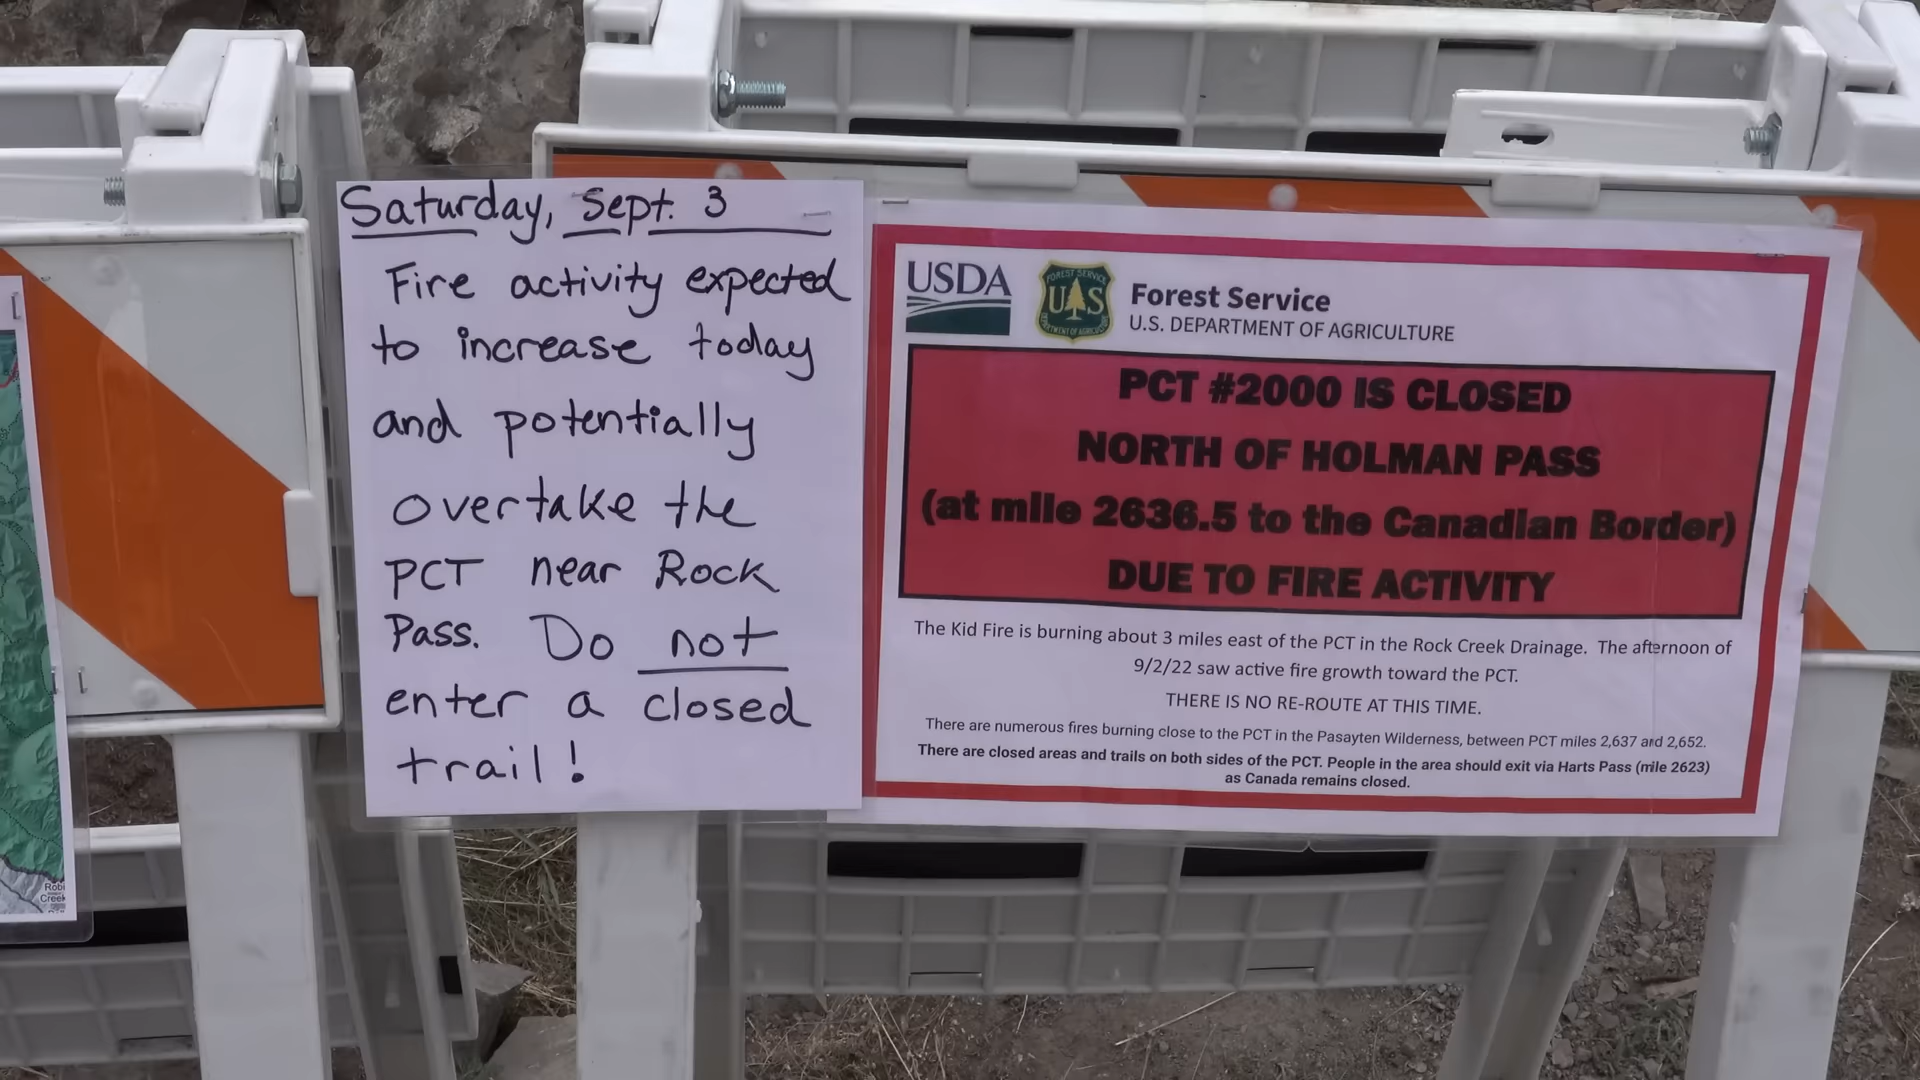 Saturday, Sept. 3
Fire activity expected
to increase today
and potentially
overtake the
PCT near Rock
Pass. Do not
enter a closed
trail!
USDA
FOREST SERVICE
U S
DEPARTMENT OF AGRICULTURE
Forest Service
U.S. DEPARTMENT OF AGRICULTURE
PCT #2000 IS CLOSED
NORTH OF HOLMAN PASS
(at mile 2636.5 to the Canadian Border)
DUE TO FIRE ACTIVITY
The Kid Fire is burning about 3 miles east of the PCT in the Rock Creek Drainage. The afternoon of
9/2/22 saw active fire growth toward the PCT.
THERE IS NO RE-ROUTE AT THIS TIME.
There are numerous fires burning close to the PCT in the Pasayten Wilderness, between PCT miles 2,637 and 2,652.
There are closed areas and trails on both sides of the PCT. People in the area should exit via Harts Pass (mile 2623)
as Canada remains closed.
Creek